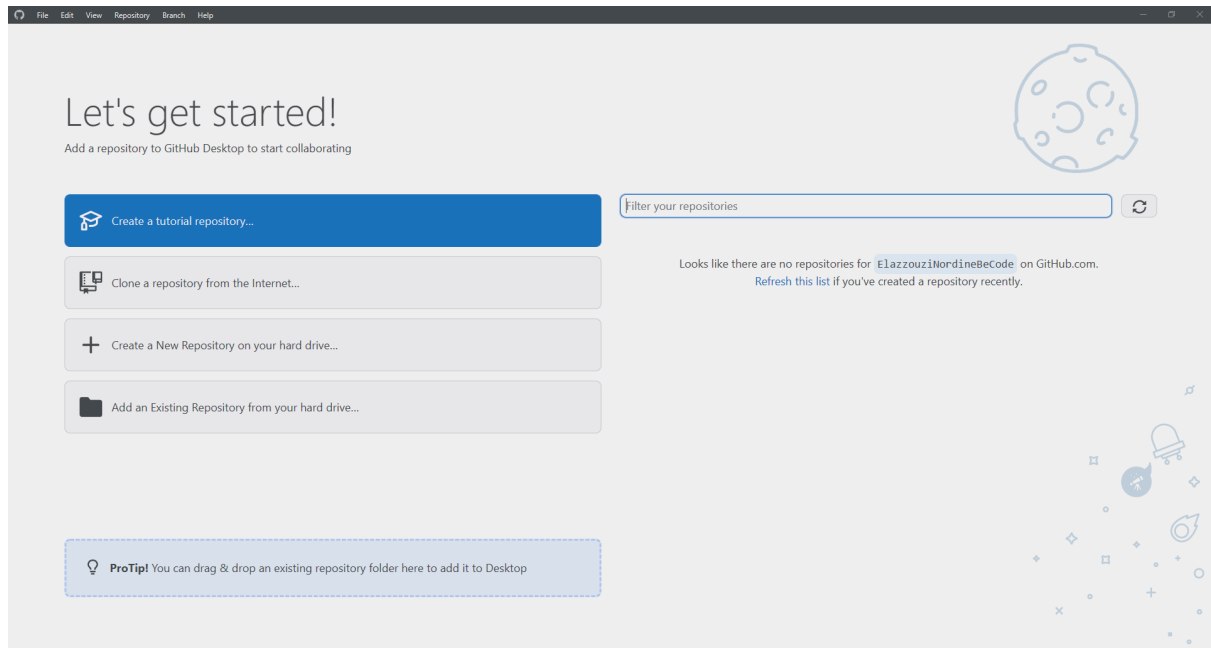 File Edit View Repository Branch Help
Let's get started!
Add a repository to GitHub Desktop to start collaborating
Create a tutorial repository...
Clone a repository from the Internet...
Create a New Repository on your hard drive...
Add an Existing Repository from your hard drive...
ProTip! You can drag & drop an existing repository folder here to add it to Desktop
Filter your repositories
Looks like there are no repositories for ElazzouziNordineBeCode on GitHub.com.
Refresh this list if you've created a repository recently.